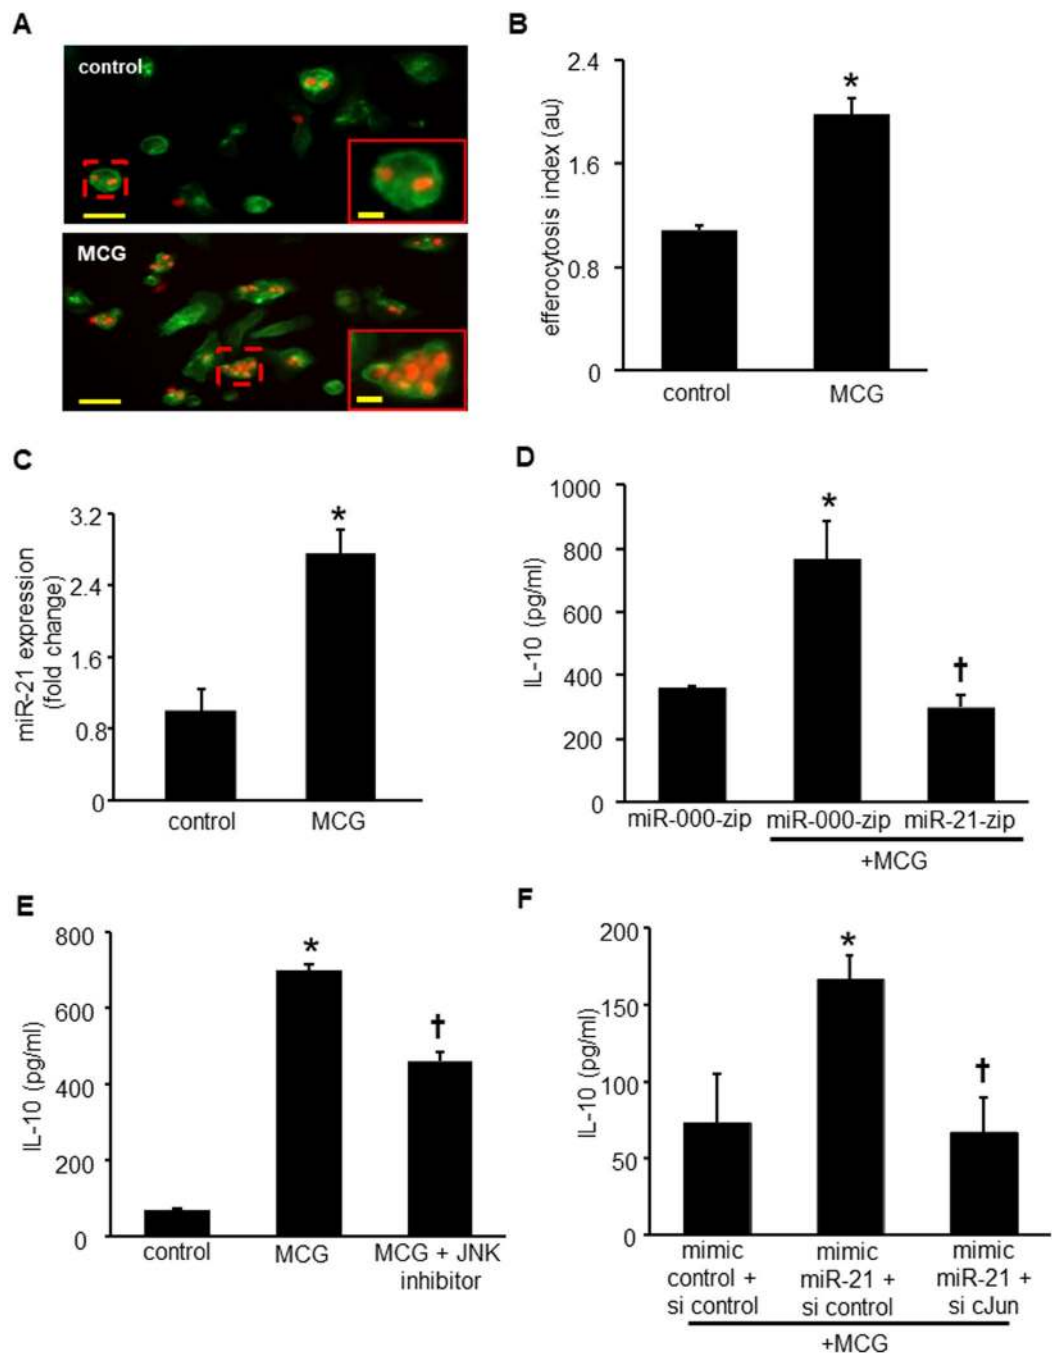 A
control
MCG
B
efferocytosis index (au)
2.4
*
1.6
0.8
0
control
MCG
C
miR-21 expression
(fold change)
3.2
*
2.4
1.6
0.8
0
control
MCG
D
IL-10 (pg/ml)
1000
*
800
600
†
400
200
0
miR-000-zip
miR-000-zip
miR-21-zip
+MCG
E
IL-10 (pg/ml)
800
*
600
†
400
200
0
control
MCG
MCG + JNK
inhibitor
F
IL-10 (pg/ml)
200
*
150
†
100
50
0
mimic
control +
si control
mimic
miR-21 +
si control
mimic
miR-21 +
si cJun
+MCG